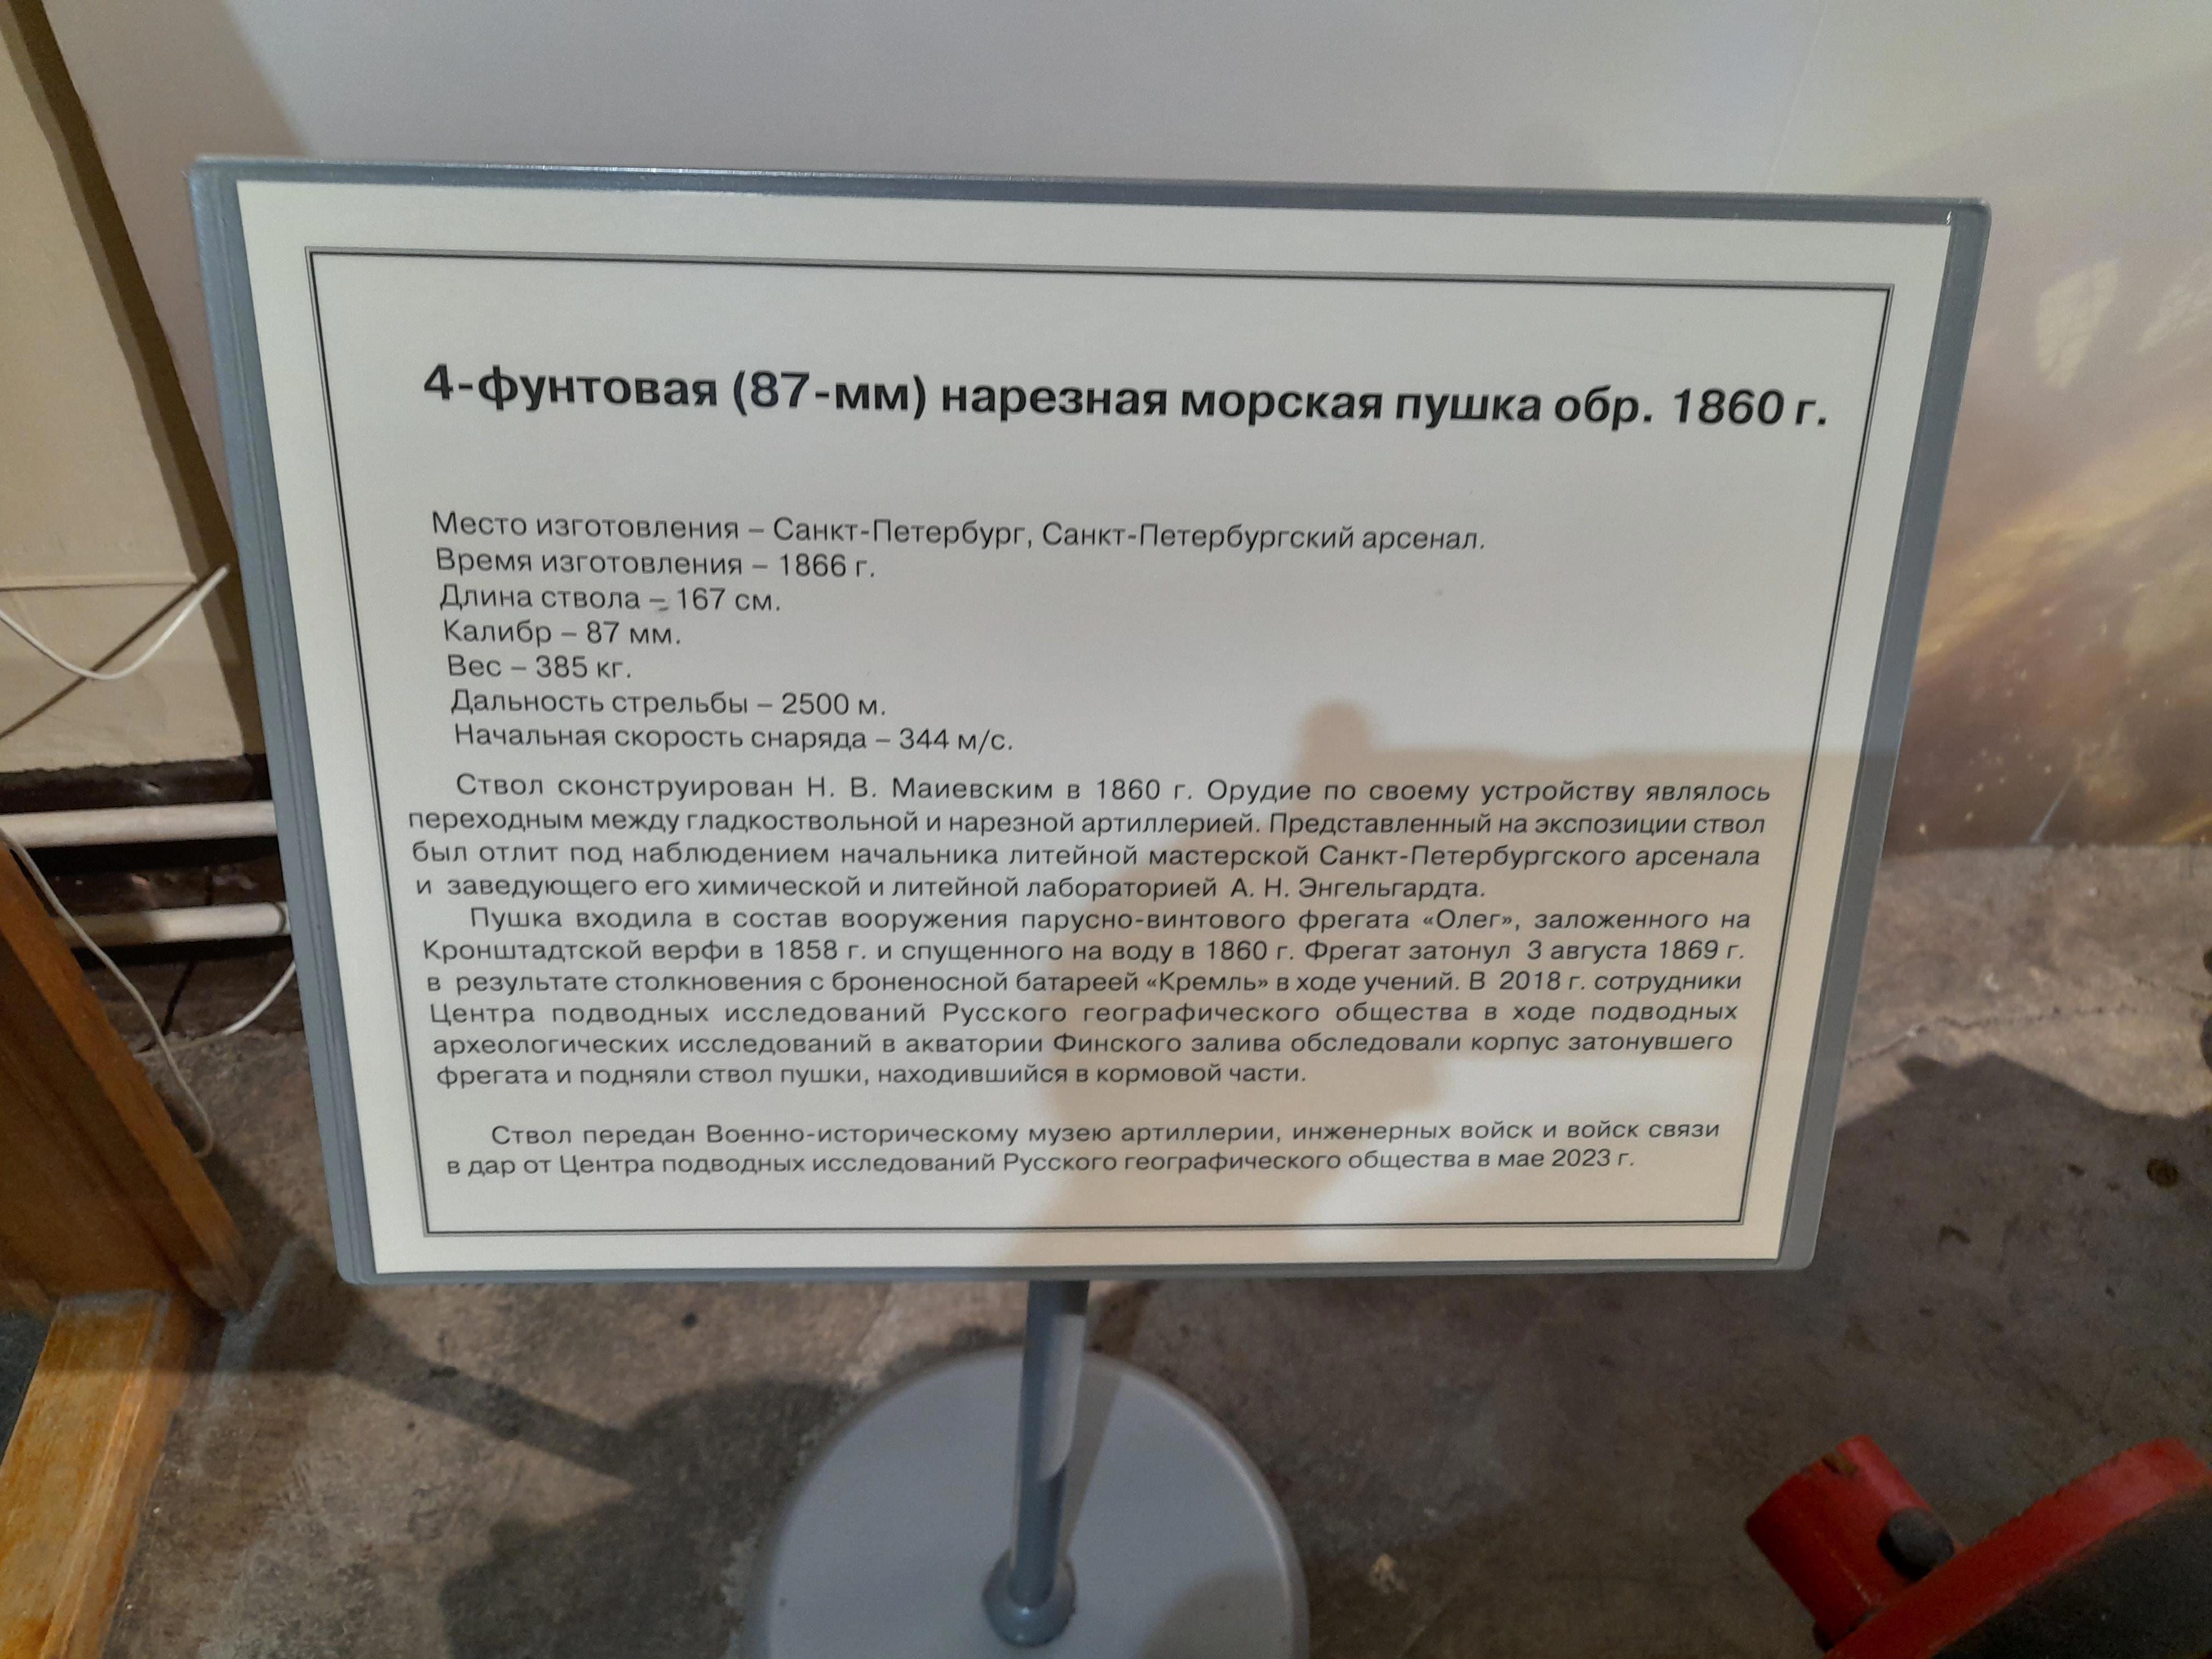 4-фунтовая (87-мм) нарезная морская пушка обр. 1860 г.
Место изготовления – Санкт-Петербург, Санкт-Петербургский арсенал.
Время изготовления – 1866 г.
Длина ствола – 167 см.
Калибр – 87 мм.
Вес – 385 кг.
Дальность стрельбы – 2500 м.
Начальная скорость снаряда – 344 м/с.
Ствол сконструирован Н. В. Маиевским в 1860 г. Орудие по своему устройству являлось
переходным между гладкоствольной и нарезной артиллерией. Представленный на экспозиции ствол
был отлит под наблюдением начальника литейной мастерской Санкт-Петербургского арсенала
и заведующего его химической и литейной лабораторией А. Н. Энгельгардта.
Пушка входила в состав вооружения парусно-винтового фрегата «Олег», заложенного на
Кронштадтской верфи в 1858 г. и спущенного на воду в 1860 г. Фрегат затонул 3 августа 1869 г.
в результате столкновения с броненосной батареей «Кремль» в ходе учений. В 2018 г. сотрудники
Центра подводных исследований Русского географического общества в ходе подводных
археологических исследований в акватории Финского залива обследовали корпус затонувшего
фрегата и подняли ствол пушки, находившийся в кормовой части.
Ствол передан Военно-историческому музею артиллерии, инженерных войск и войск связи
в дар от Центра подводных исследований Русского географического общества в мае 2023 г.